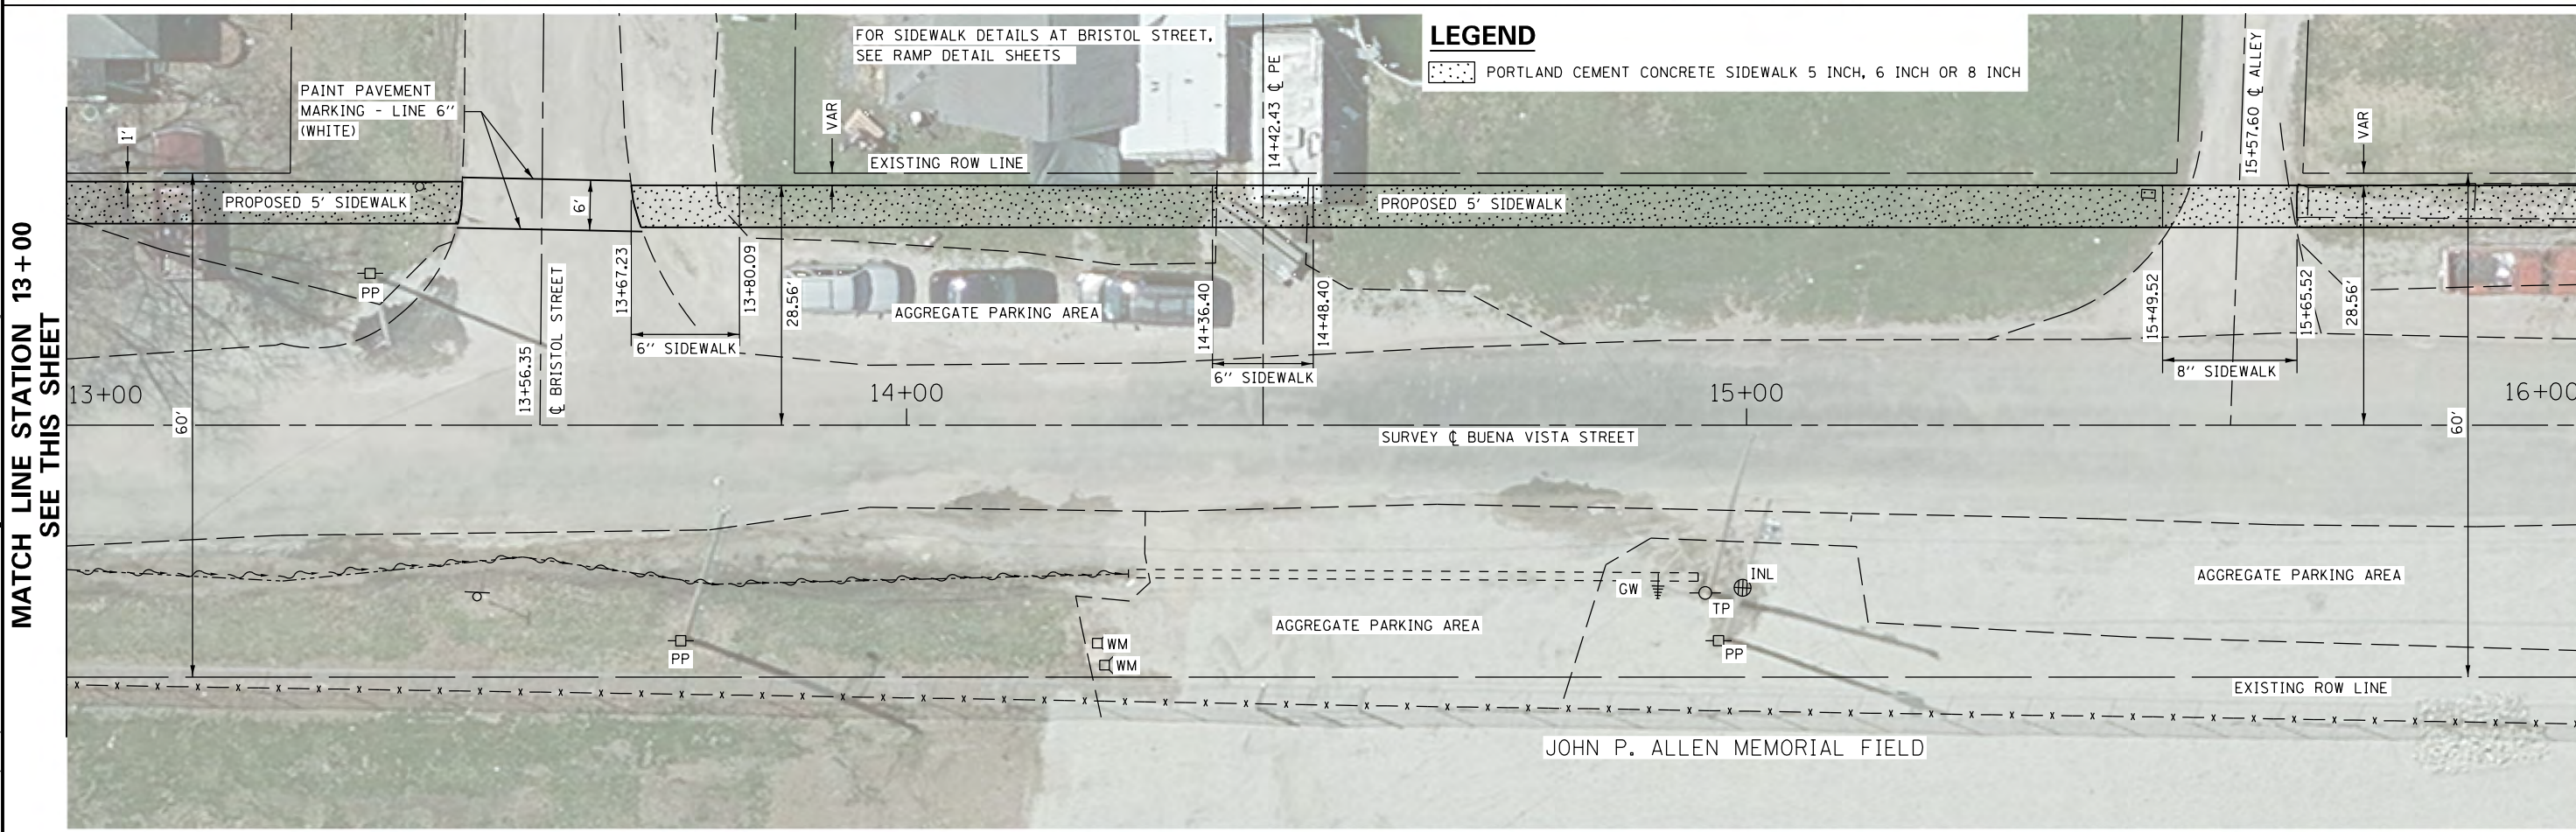 MATCH LINE STATION 13+00
SEE THIS SHEET
FOR SIDEWALK DETAILS AT BRISTOL STREET,
SEE RAMP DETAIL SHEETS
LEGEND
PORTLAND CEMENT CONCRETE SIDEWALK 5 INCH, 6 INCH OR 8 INCH
PAINT PAVEMENT
MARKING - LINE 6"
(WHITE)
1'
VAR
14+42.43 ℄ PE
15+57.60 ℄ ALLEY
VAR
EXISTING ROW LINE
PROPOSED 5' SIDEWALK
6'
PROPOSED 5' SIDEWALK
PP
13+56.35
℄ BRISTOL STREET
13+67.23
13+80.09
28.56'
6" SIDEWALK
AGGREGATE PARKING AREA
14+36.40
14+48.40
6" SIDEWALK
15+49.52
15+65.52
28.56'
8" SIDEWALK
13+00
14+00
15+00
16+00
60'
60'
SURVEY ℄ BUENA VISTA STREET
PP
WM
WM
AGGREGATE PARKING AREA
GW
TP
INL
PP
AGGREGATE PARKING AREA
EXISTING ROW LINE
JOHN P. ALLEN MEMORIAL FIELD